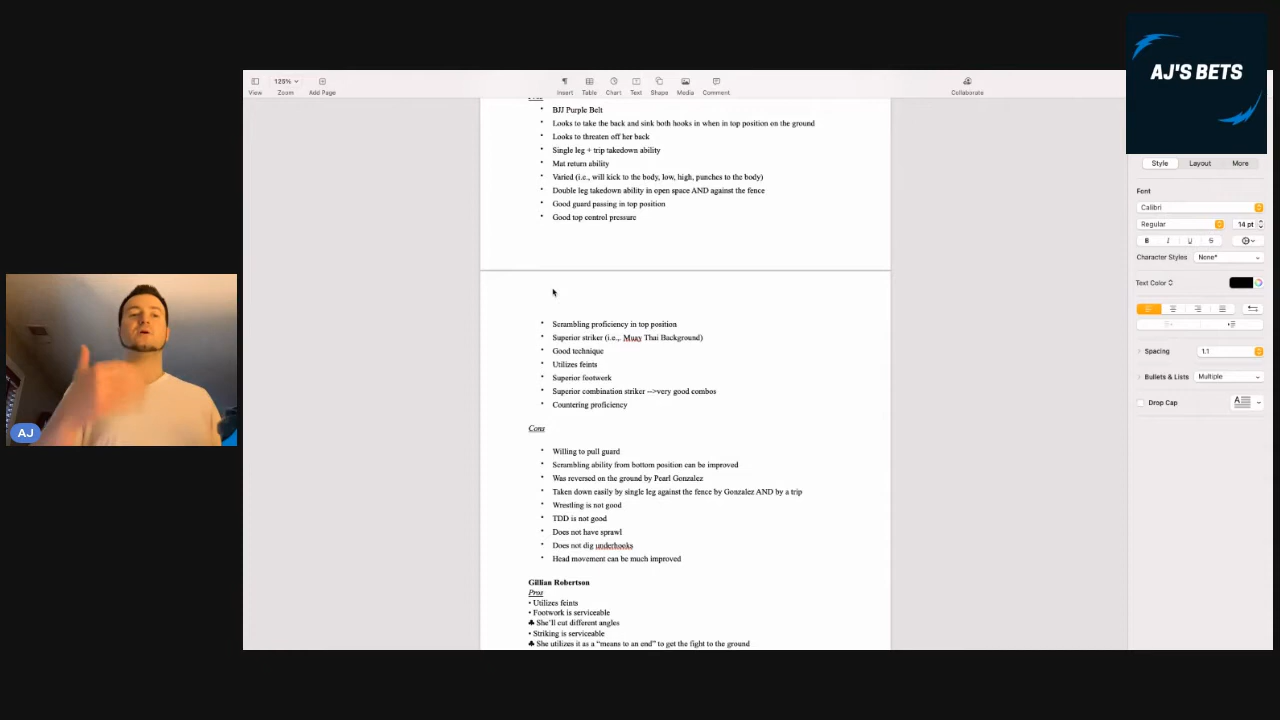 AJ'S BETS
125%
View
Zoom
Add Page
Insert
Table
Chart
Text
Shape
Media
Comment
Collaborate
• BJJ Purple Belt
• Looks to take the back and sink both hooks in when in top position on the ground
• Looks to threaten off her back
• Single leg + trip takedown ability
• Mat return ability
• Varied (i.e., will kick to the body, low, high, punches to the body)
• Double leg takedown ability in open space AND against the fence
• Good guard passing in top position
• Good top control pressure
• Scrambling proficiency in top position
• Superior striker (i.e.,. Muay Thai Background)
• Good technique
• Utilizes feints
• Superior footwork
• Superior combination striker -->very good combos
• Countering proficiency
Cons
• Willing to pull guard
• Scrambling ability from bottom position can be improved
• Was reversed on the ground by Pearl Gonzalez
• Taken down easily by single leg against the fence by Gonzalez AND by a trip
• Wrestling is not good
• TDD is not good
• Does not have sprawl
• Does not dig underhooks
• Head movement can be much improved
Gillian Robertson
Pros
• Utilizes feints
• Footwork is serviceable
♣ She'll cut different angles
• Striking is serviceable
♣ She utilizes it as a "means to an end" to get the fight to the ground
Style
Layout
More
Font
Calibri
Regular
14 pt
B I U S
Character Styles
None*
Text Color
Spacing
1.1
Bullets & Lists
Multiple
Drop Cap
AJ